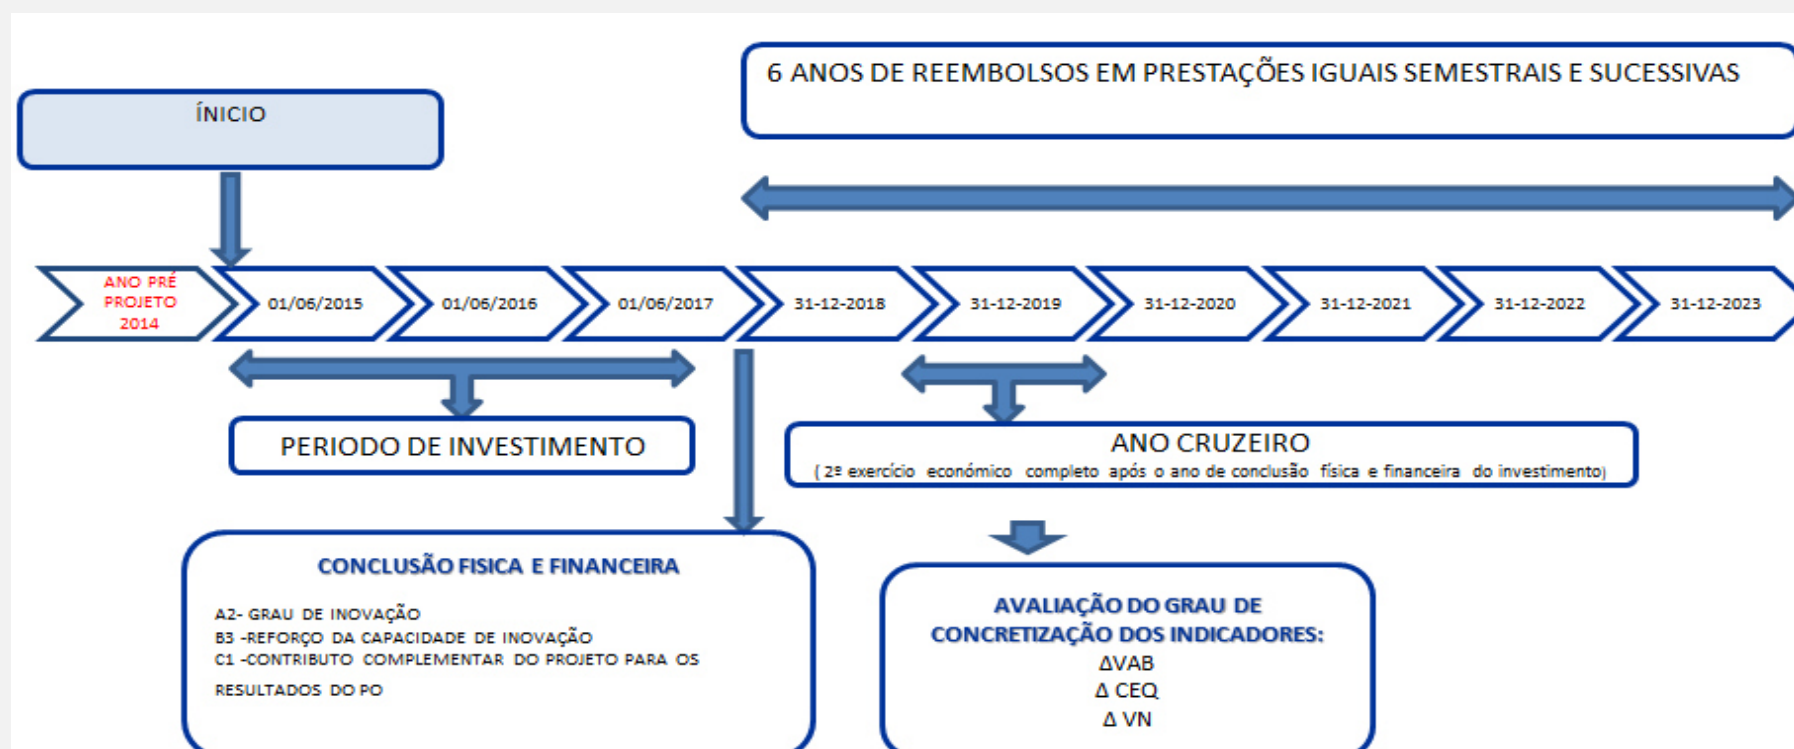 6 ANOS DE REEMBOLSOS EM PRESTAÇÕES IGUAIS SEMESTRAIS E SUCESSIVAS
ÍNICIO
ANO PRÉ
PROJETO
2014
01/06/2015
01/06/2016
01/06/2017
31-12-2018
31-12-2019
31-12-2020
31-12-2021
31-12-2022
31-12-2023
PERIODO DE INVESTIMENTO
ANO CRUZEIRO
( 2º exercício económico completo após o ano de conclusão física e financeira do investimento)
CONCLUSÃO FISICA E FINANCEIRA
A2- GRAU DE INOVAÇÃO
B3 -REFORÇO DA CAPACIDADE DE INOVAÇÃO
C1 -CONTRIBUTO COMPLEMENTAR DO PROJETO PARA OS
RESULTADOS DO PO
AVALIAÇÃO DO GRAU DE
CONCRETIZAÇÃO DOS INDICADORES:
ΔVAB
Δ CEQ
Δ VN